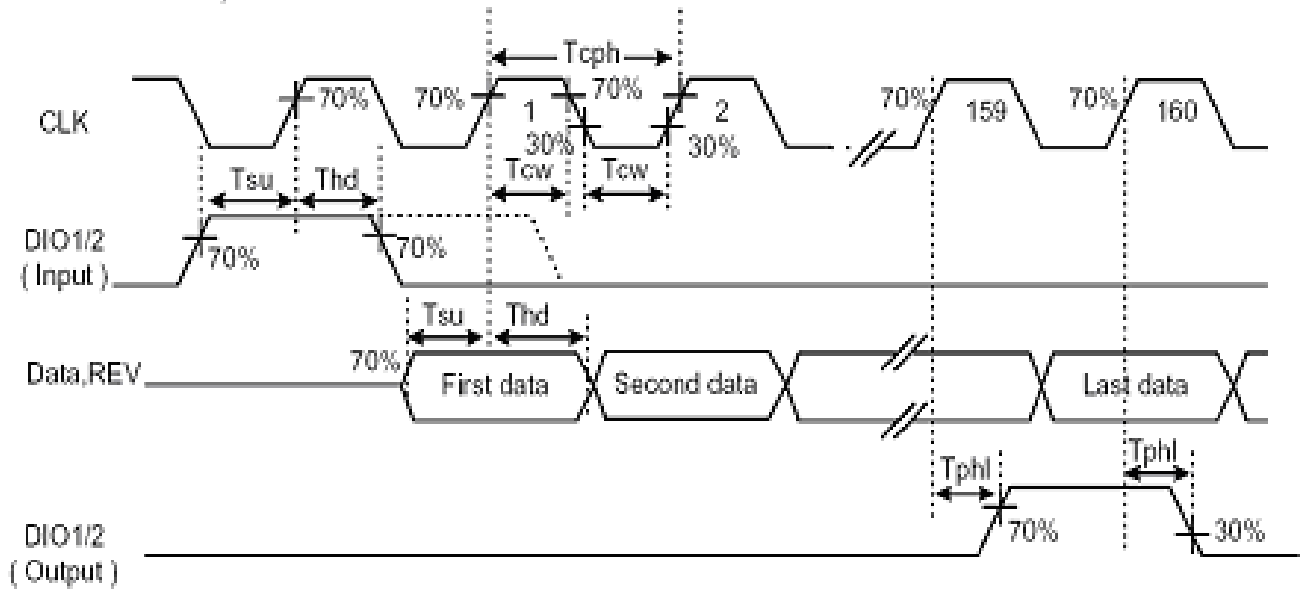 Tcph
CLK
70%
70%
1
70%
30%
2
30%
70%
159
70%
160
Tsu
Thd
Tcw
Tcw
DIO1/2
( Input )
70%
70%
Tsu
Thd
Data,REV
70%
First data
Second data
Last data
Tphl
Tphl
DIO1/2
( Output )
70%
30%